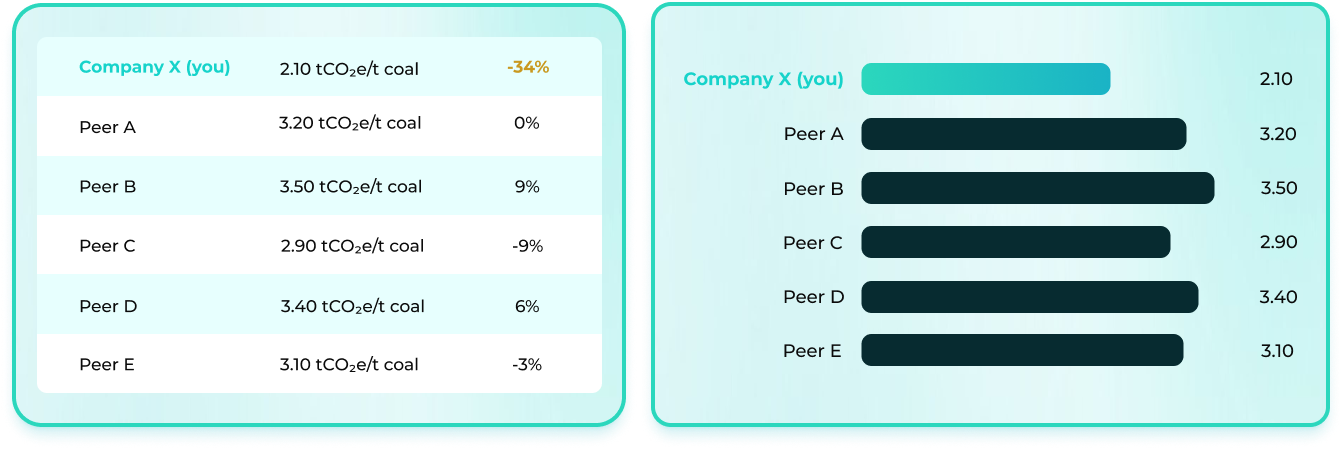 Company X (you) 2.10 tCO₂e/t coal -34%
Peer A 3.20 tCO₂e/t coal 0%
Peer B 3.50 tCO₂e/t coal 9%
Peer C 2.90 tCO₂e/t coal -9%
Peer D 3.40 tCO₂e/t coal 6%
Peer E 3.10 tCO₂e/t coal -3%
Company X (you) 2.10
Peer A 3.20
Peer B 3.50
Peer C 2.90
Peer D 3.40
Peer E 3.10